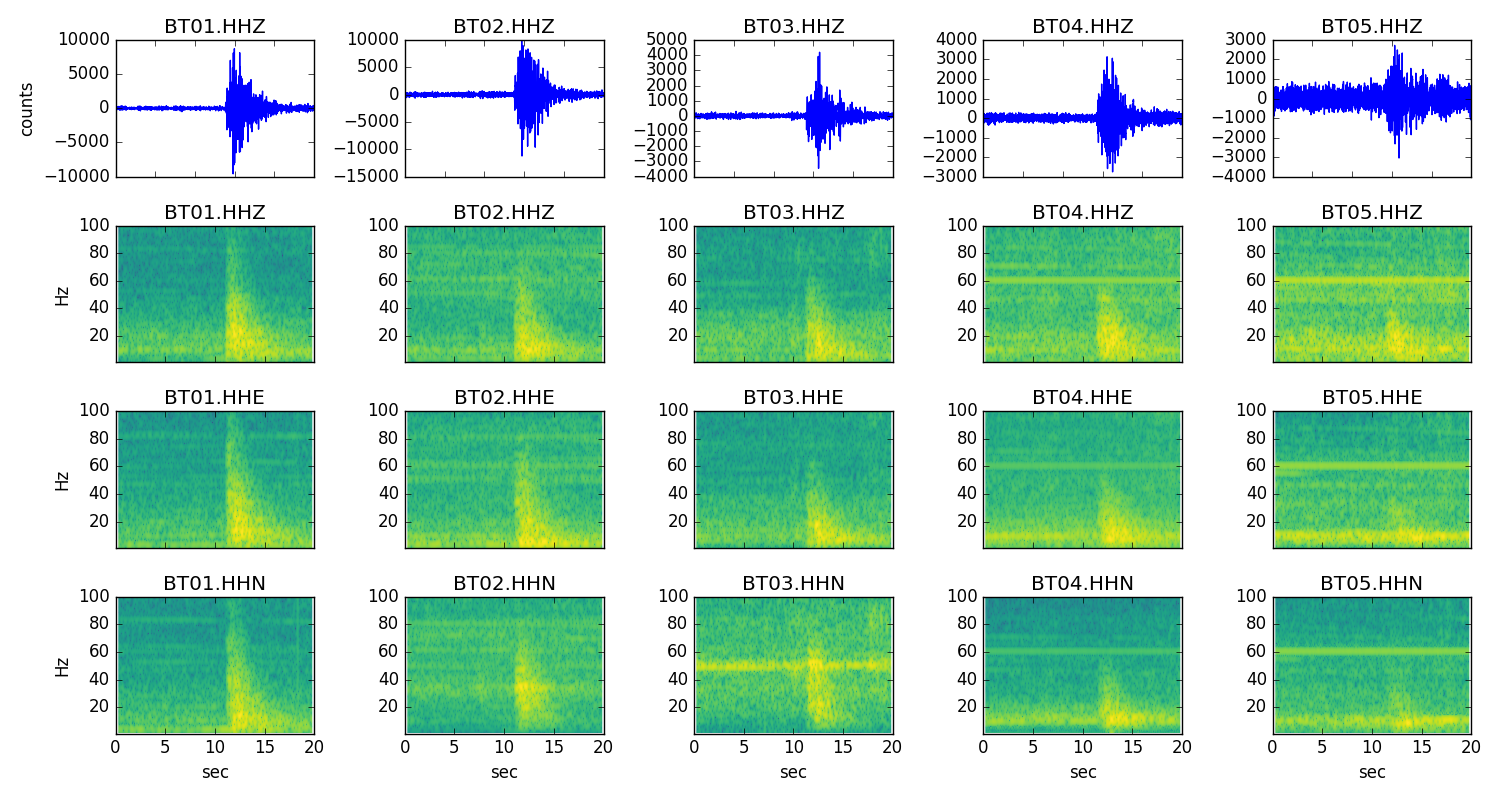 BT01.HHZ BT02.HHZ BT03.HHZ BT04.HHZ BT05.HHZ
10000 10000 5000 4000 3000
5000 5000 4000 3000 2000
0 0 3000 2000 1000
−5000 −5000 2000 1000 0
−10000 −10000 1000 0 −1000
−15000 0 −1000 −2000
−1000 −2000 −3000
−2000 −3000 −4000
−3000
−4000
counts
BT01.HHZ BT02.HHZ BT03.HHZ BT04.HHZ BT05.HHZ
100 100 100 100 100
80 80 80 80 80
60 60 60 60 60
40 40 40 40 40
20 20 20 20 20
Hz
BT01.HHE BT02.HHE BT03.HHE BT04.HHE BT05.HHE
100 100 100 100 100
80 80 80 80 80
60 60 60 60 60
40 40 40 40 40
20 20 20 20 20
Hz
BT01.HHN BT02.HHN BT03.HHN BT04.HHN BT05.HHN
100 100 100 100 100
80 80 80 80 80
60 60 60 60 60
40 40 40 40 40
20 20 20 20 20
Hz
0 5 10 15 20 0 5 10 15 20 0 5 10 15 20 0 5 10 15 20 0 5 10 15 20
sec sec sec sec sec